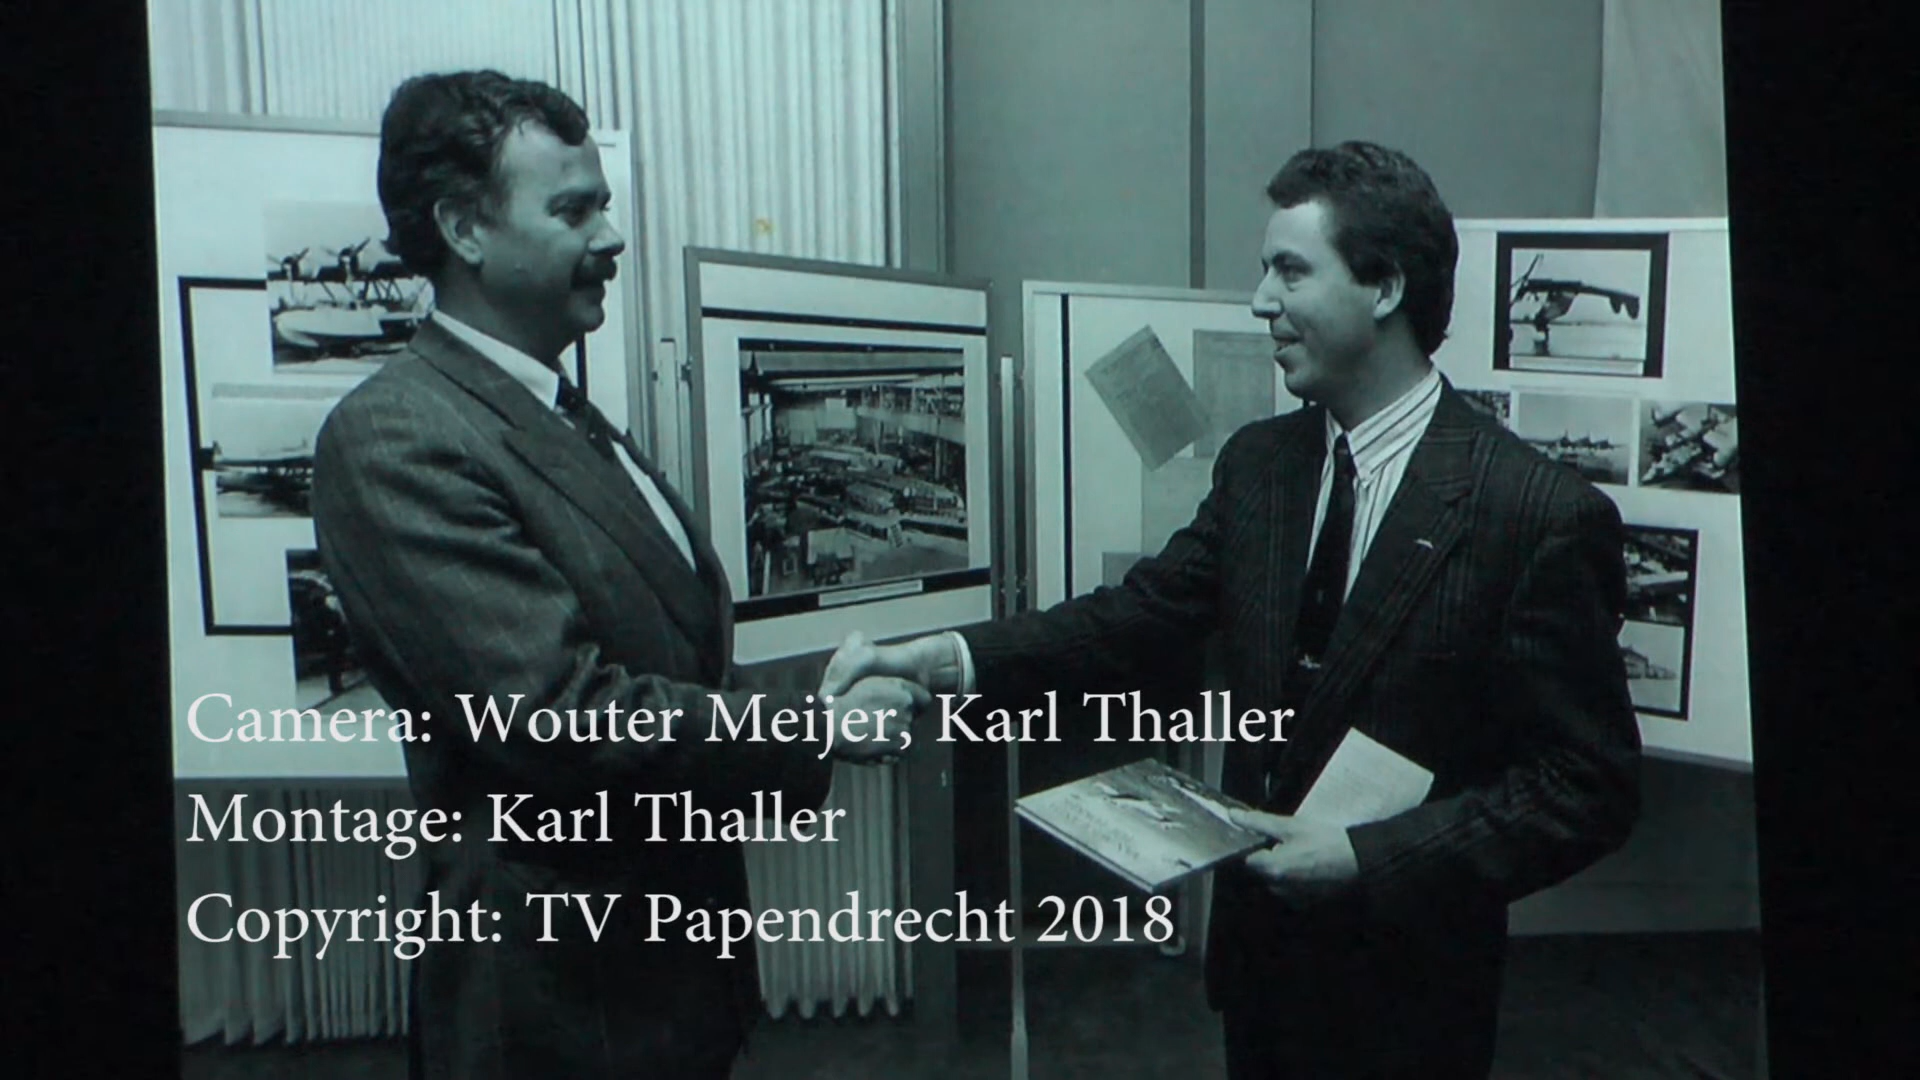 Camera: Wouter Meijer, Karl Thaller
Montage: Karl Thaller
Copyright: TV Papendrecht 2018